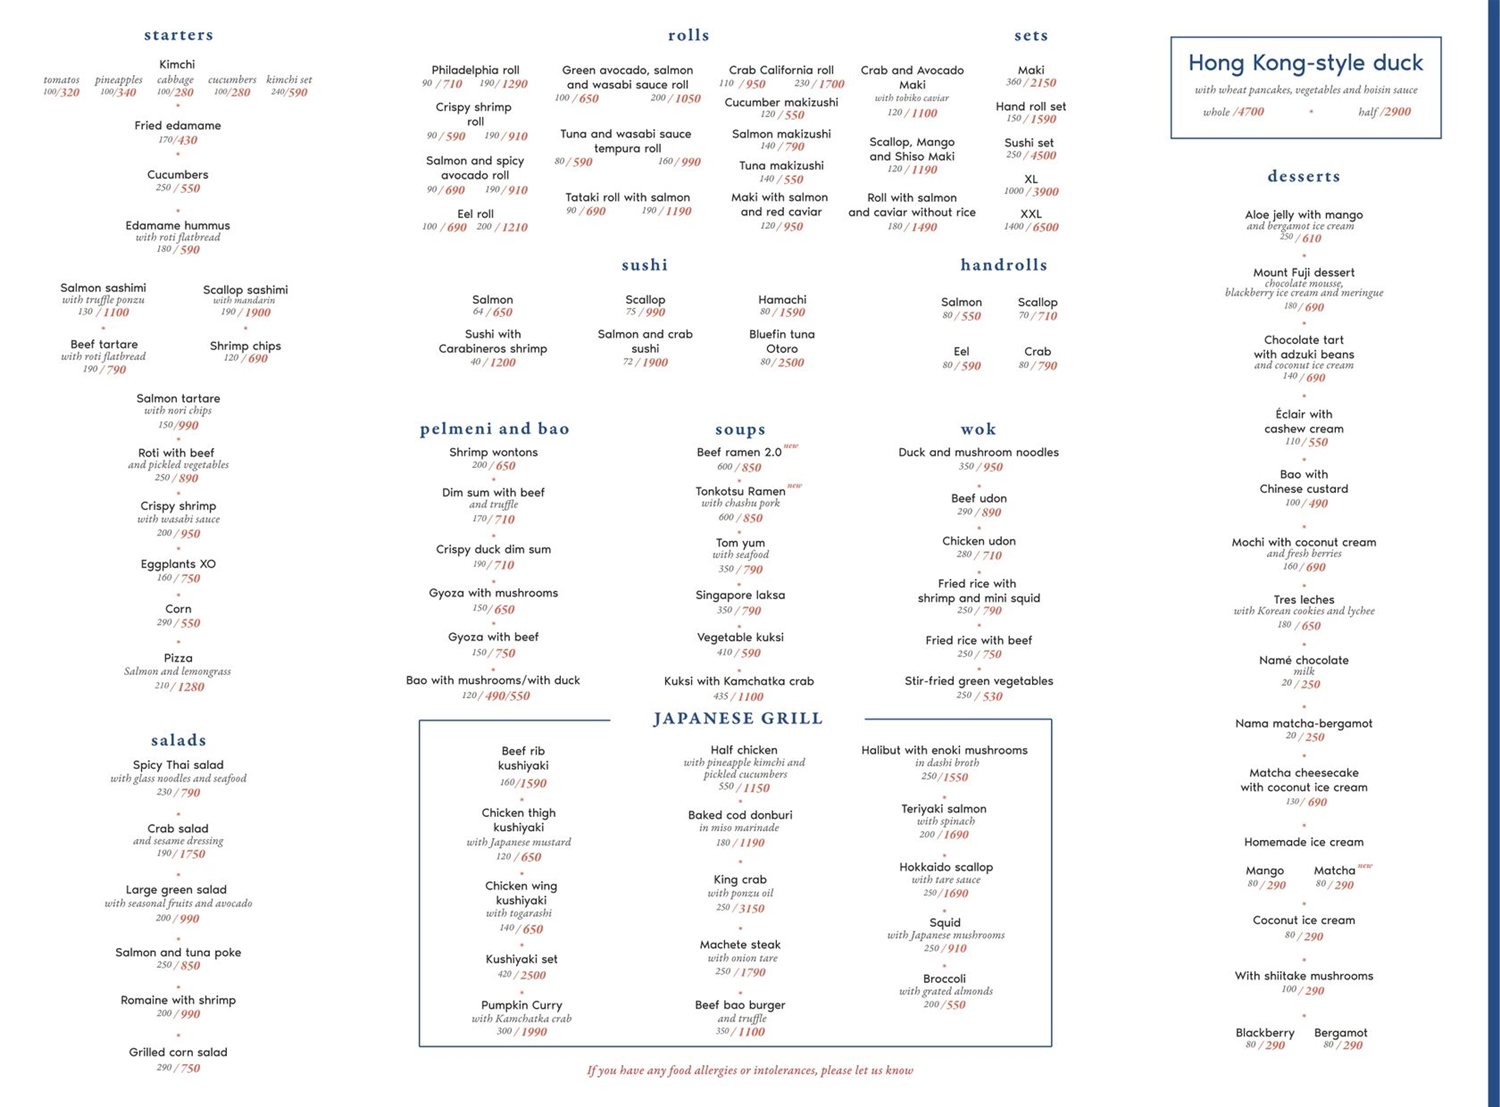 starters
Kimchi
tomatos pineapples cabbage cucumbers kimchi set
100/320 100/340 100/280 100/280 240/590
*
Fried edamame
170/430
*
Cucumbers
250 / 550
*
Edamame hummus
with roti flatbread
180 / 590
Salmon sashimi
with truffle ponzu
130 / 1100
*
Beef tartare
with roti flatbread
190 / 790
Scallop sashimi
with mandarin
190 / 1900
*
Shrimp chips
120 / 690
Salmon tartare
with nori chips
150/990
*
Roti with beef
and pickled vegetables
250 / 890
*
Crispy shrimp
with wasabi sauce
200 / 950
*
Eggplants XO
160 / 750
*
Corn
290 / 550
*
Pizza
Salmon and lemongrass
210 / 1280
salads
Spicy Thai salad
with glass noodles and seafood
230 / 790
*
Crab salad
and sesame dressing
190 / 1750
*
Large green salad
with seasonal fruits and avocado
200 / 990
*
Salmon and tuna poke
250 / 850
*
Romaine with shrimp
200 / 990
*
Grilled corn salad
290 / 750
rolls
Philadelphia roll
90 / 710 190/1290
Crispy shrimp
roll
90 / 590 190 / 910
Salmon and spicy
avocado roll
90 / 690 190 / 910
Eel roll
100 / 690 200 / 1210
Green avocado, salmon
and wasabi sauce roll
100 / 650 200 / 1050
Tuna and wasabi sauce
tempura roll
80 / 590 160 / 990
Tataki roll with salmon
90 / 690 190 / 1190
Crab California roll
110 / 950 230 / 1700
Cucumber makizushi
120 / 550
Salmon makizushi
140 / 790
Tuna makizushi
140 / 550
Maki with salmon
and red caviar
120 / 950
Crab and Avocado
Maki
with tobiko caviar
120 / 1100
Scallop, Mango
and Shiso Maki
120 / 1190
Roll with salmon
and caviar without rice
180 / 1490
sets
Maki
360 / 2150
Hand roll set
150 / 1590
Sushi set
250 / 4500
XL
1000 / 3900
XXL
1400 / 6500
sushi
Salmon
64 / 650
Sushi with
Carabineros shrimp
40 / 1200
Scallop
75 / 990
Salmon and crab
sushi
72 / 1900
Hamachi
80 / 1590
Bluefin tuna
Otoro
80 / 2500
handrolls
Salmon
80 / 550
Scallop
70 / 710
Eel
80 / 590
Crab
80 / 790
pelmeni and bao
Shrimp wontons
200 / 650
*
Dim sum with beef
and truffle
170 / 710
*
Crispy duck dim sum
190 / 710
*
Gyoza with mushrooms
150 / 650
*
Gyoza with beef
150 / 750
*
Bao with mushrooms/with duck
120 / 490/550
soups
Beef ramen 2.0 new
600 / 850
*
Tonkotsu Ramen new
with chashu pork
600 / 850
*
Tom yum
with seafood
350 / 790
*
Singapore laksa
350 / 790
*
Vegetable kuksi
410 / 590
*
Kuksi with Kamchatka crab
435 / 1100
wok
Duck and mushroom noodles
350 / 950
*
Beef udon
290 / 890
*
Chicken udon
280 / 710
*
Fried rice with
shrimp and mini squid
250 / 790
*
Fried rice with beef
250 / 750
*
Stir-fried green vegetables
250 / 530
JAPANESE GRILL
Beef rib
kushiyaki
160/1590
*
Chicken thigh
kushiyaki
with Japanese mustard
120 / 650
*
Chicken wing
kushiyaki
with togarashi
140 / 650
*
Kushiyaki set
420 / 2500
*
Pumpkin Curry
with Kamchatka crab
300 / 1990
Half chicken
with pineapple kimchi and
pickled cucumbers
550 / 1150
*
Baked cod donburi
in miso marinade
180 / 1190
*
King crab
with ponzu oil
250 / 3150
*
Machete steak
with onion tare
250 / 1790
*
Beef bao burger
and truffle
350 / 1100
Halibut with enoki mushrooms
in dashi broth
250 / 1550
*
Teriyaki salmon
with spinach
200 / 1690
*
Hokkaido scallop
with tare sauce
250/1690
*
Squid
with Japanese mushrooms
250 / 910
*
Broccoli
with grated almonds
200 / 550
If you have any food allergies or intolerances, please let us know
Hong Kong-style duck
with wheat pancakes, vegetables and hoisin sauce
whole /4700 * half /2900
desserts
Aloe jelly with mango
and bergamot ice cream
250 / 610
*
Mount Fuji dessert
chocolate mousse,
blackberry ice cream and meringue
180 / 690
*
Chocolate tart
with adzuki beans
and coconut ice cream
140 / 690
*
Éclair with
cashew cream
110 / 550
*
Bao with
Chinese custard
100 / 490
*
Mochi with coconut cream
and fresh berries
160 / 690
*
Tres leches
with Korean cookies and lychee
180 / 650
*
Namé chocolate
milk
20 / 250
*
Nama matcha-bergamot
20 / 250
*
Matcha cheesecake
with coconut ice cream
130 / 690
*
Homemade ice cream
Mango Matcha new
80 / 290 80 / 290
*
Coconut ice cream
80 / 290
*
With shiitake mushrooms
100 / 290
*
Blackberry Bergamot
80 / 290 80 / 290